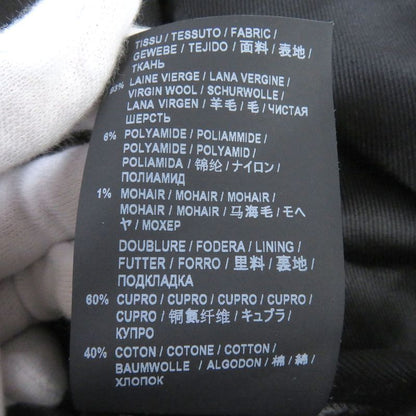 TISSU / TESSUTO / FABRIC /
GEWEBE / TEJIDO / 面料 / 表地 /
ТКАНЬ
93% LAINE VIERGE / LANA VERGINE /
VIRGIN WOOL / SCHURWOLLE /
LANA VIRGEN / 羊毛 / 毛 / ЧИСТАЯ
ШЕРСТЬ
6% POLYAMIDE / POLIAMMIDE /
POLYAMIDE / POLYAMID /
POLIAMIDA / 锦纶 / ナイロン /
ПОЛИАМИД
1% MOHAIR / MOHAIR / MOHAIR /
MOHAIR / MOHAIR / 马海毛 / モヘ
ヤ / МОХЕР
DOUBLURE / FODERA / LINING /
FUTTER / FORRO / 里料 / 裏地 /
ПОДКЛАДКА
60% CUPRO / CUPRO / CUPRO / CUPRO /
CUPRO / 铜氨纤维 / キュプラ /
КУПРО
40% COTON / COTONE / COTTON /
BAUMWOLLE / ALGODON / 棉 / 綿 /
ХЛОПОК